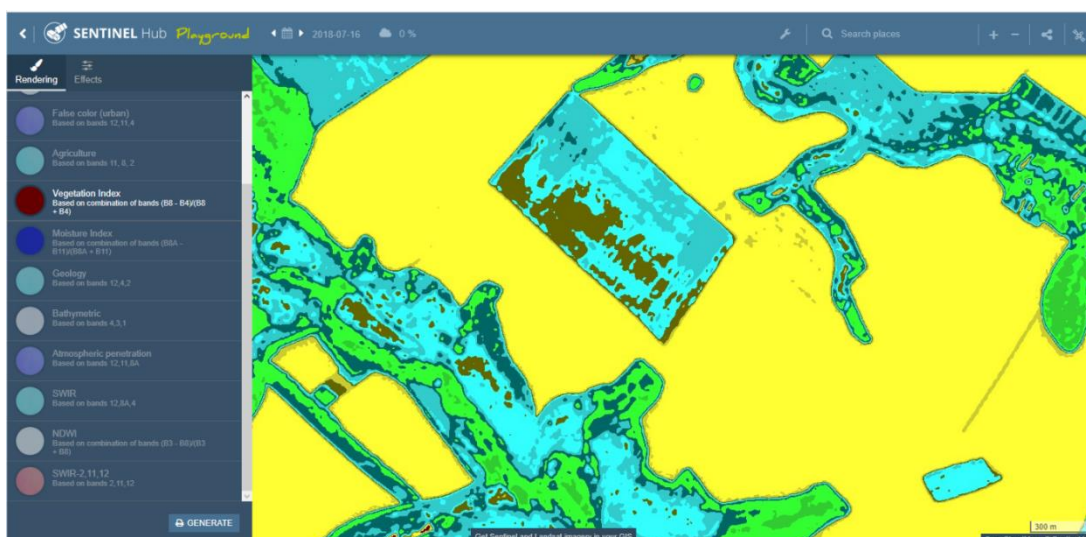 SENTINEL Hub Playground
2018-07-16
0 %
Search places
Rendering
Effects
False color (urban)
Based on bands 12,11,4
Agriculture
Based on bands 11, 8, 2
Vegetation Index
Based on combination of bands (B8 - B4)/(B8
+ B4)
Moisture Index
Based on combination of bands (B8A -
B11)/(B8A + B11)
Geology
Based on bands 12,4,2
Bathymetric
Based on bands 4,3,1
Atmospheric penetration
Based on bands 12,11,8A
SWIR
Based on bands 12,8A,4
NDWI
Based on combination of bands (B3 - B8)/(B3
+ B8)
SWIR-2,11,12
Based on bands 2,11,12
GENERATE
Get Sentinel and Landsat imagery in your GIS
300 m